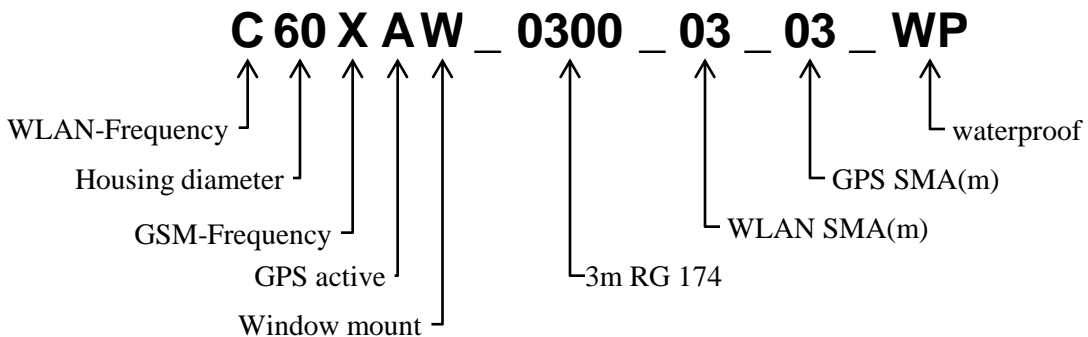 C 60 X A W _ 0300 _ 03 _ 03 _ WP
WLAN-Frequency
waterproof
Housing diameter
GPS SMA(m)
GSM-Frequency
WLAN SMA(m)
GPS active
3m RG 174
Window mount